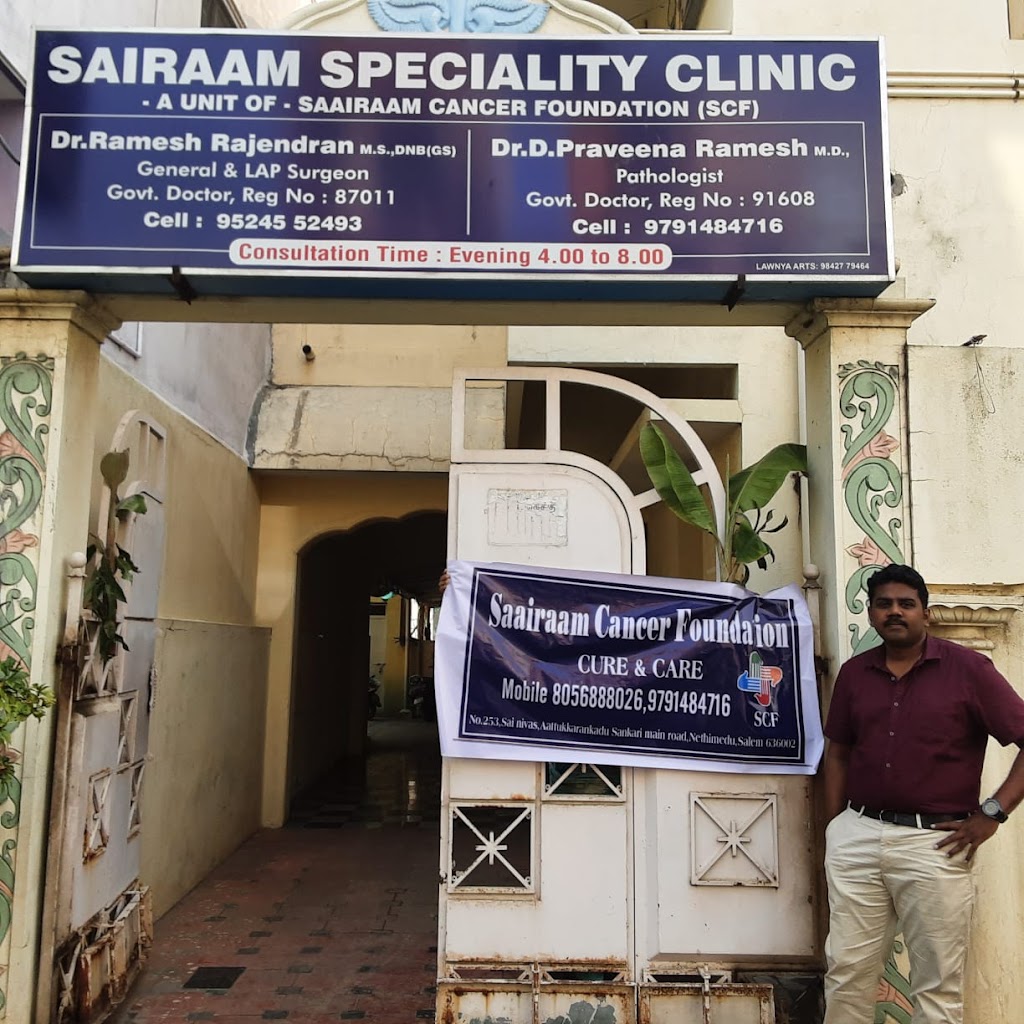 SAIRAAM SPECIALITY CLINIC
- A UNIT OF - SAAIRAAM CANCER FOUNDATION (SCF)
Dr.Ramesh Rajendran M.S.,DNB(GS)
General & LAP Surgeon
Govt. Doctor, Reg No : 87011
Cell : 95245 52493
Dr.D.Praveena Ramesh M.D.,
Pathologist
Govt. Doctor, Reg No : 91608
Cell : 9791484716
Consultation Time : Evening 4.00 to 8.00
LAWNYA ARTS: 98427 79464
Saairaam Cancer Foundaion
CURE & CARE
Mobile 8056888026,9791484716
SCF
No.253,Sai nivas,Aattukkarankadu Sankari main road,Nethimedu,Salem 636002